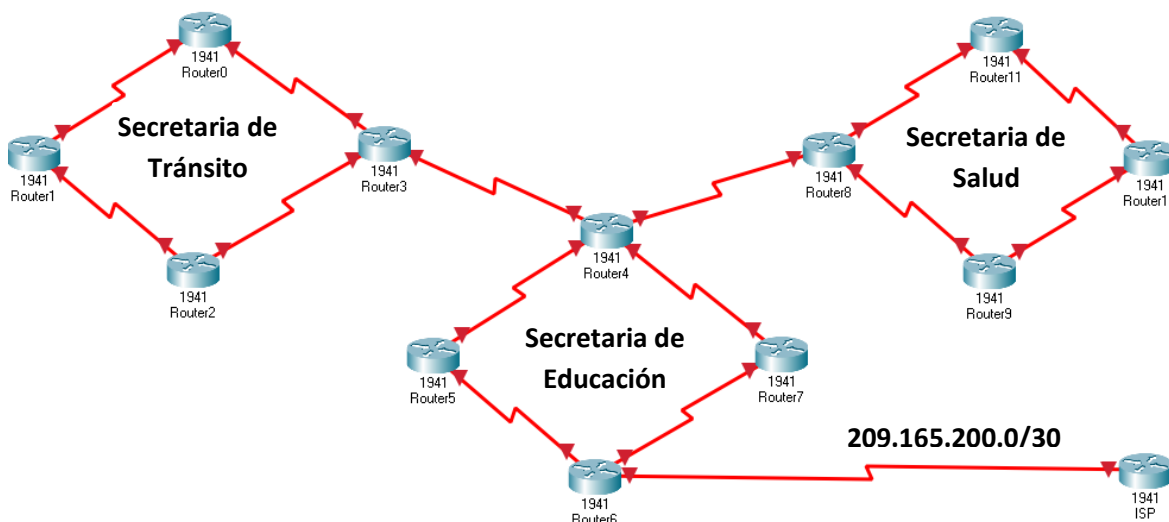 1941
Router0
1941
Router11
Secretaria de
Tránsito
Secretaria de
Salud
1941
Router1
1941
Router3
1941
Router8
1941
Router1
1941
Router4
1941
Router2
1941
Router9
Secretaria de
Educación
1941
Router5
1941
Router7
209.165.200.0/30
1941
Router6
1941
ISP